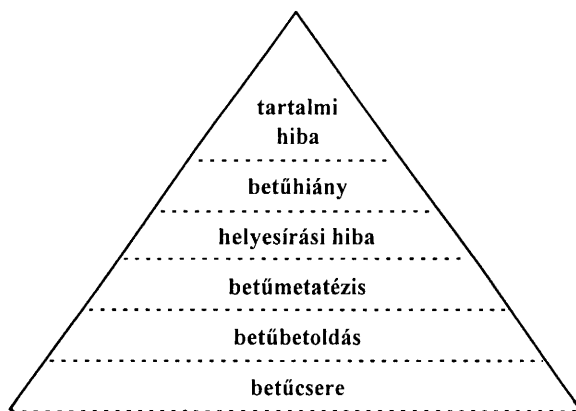 tartalmi
hiba
betűhiány
helyesírási hiba
betűmetatézis
betűbetoldás
betűcsere